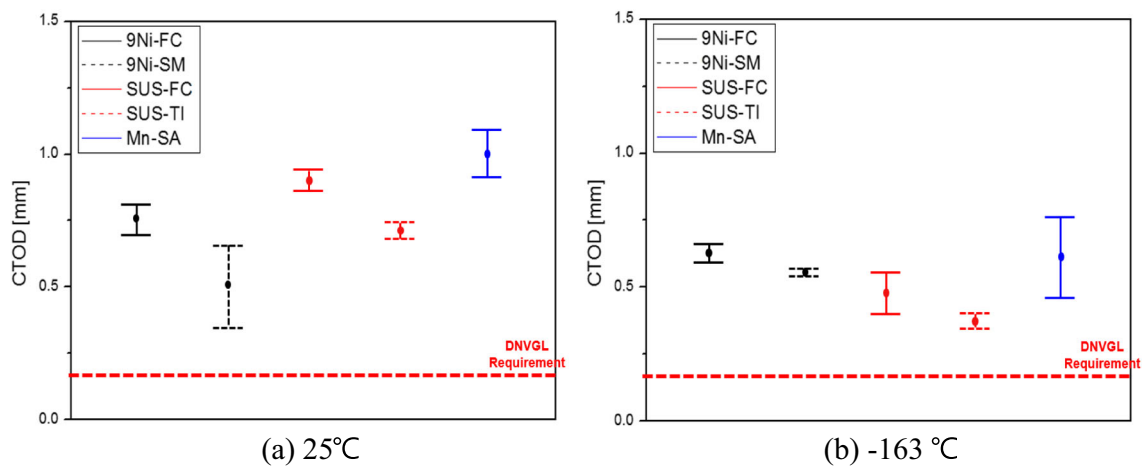 1.5
1.0
0.5
0.0
CTOD [mm]
9Ni-FC
9Ni-SM
SUS-FC
SUS-TI
Mn-SA
DNVGL
Requirement
(a) 25℃
1.5
1.0
0.5
0.0
CTOD [mm]
9Ni-FC
9Ni-SM
SUS-FC
SUS-TI
Mn-SA
DNVGL
Requirement
(b) -163 ℃